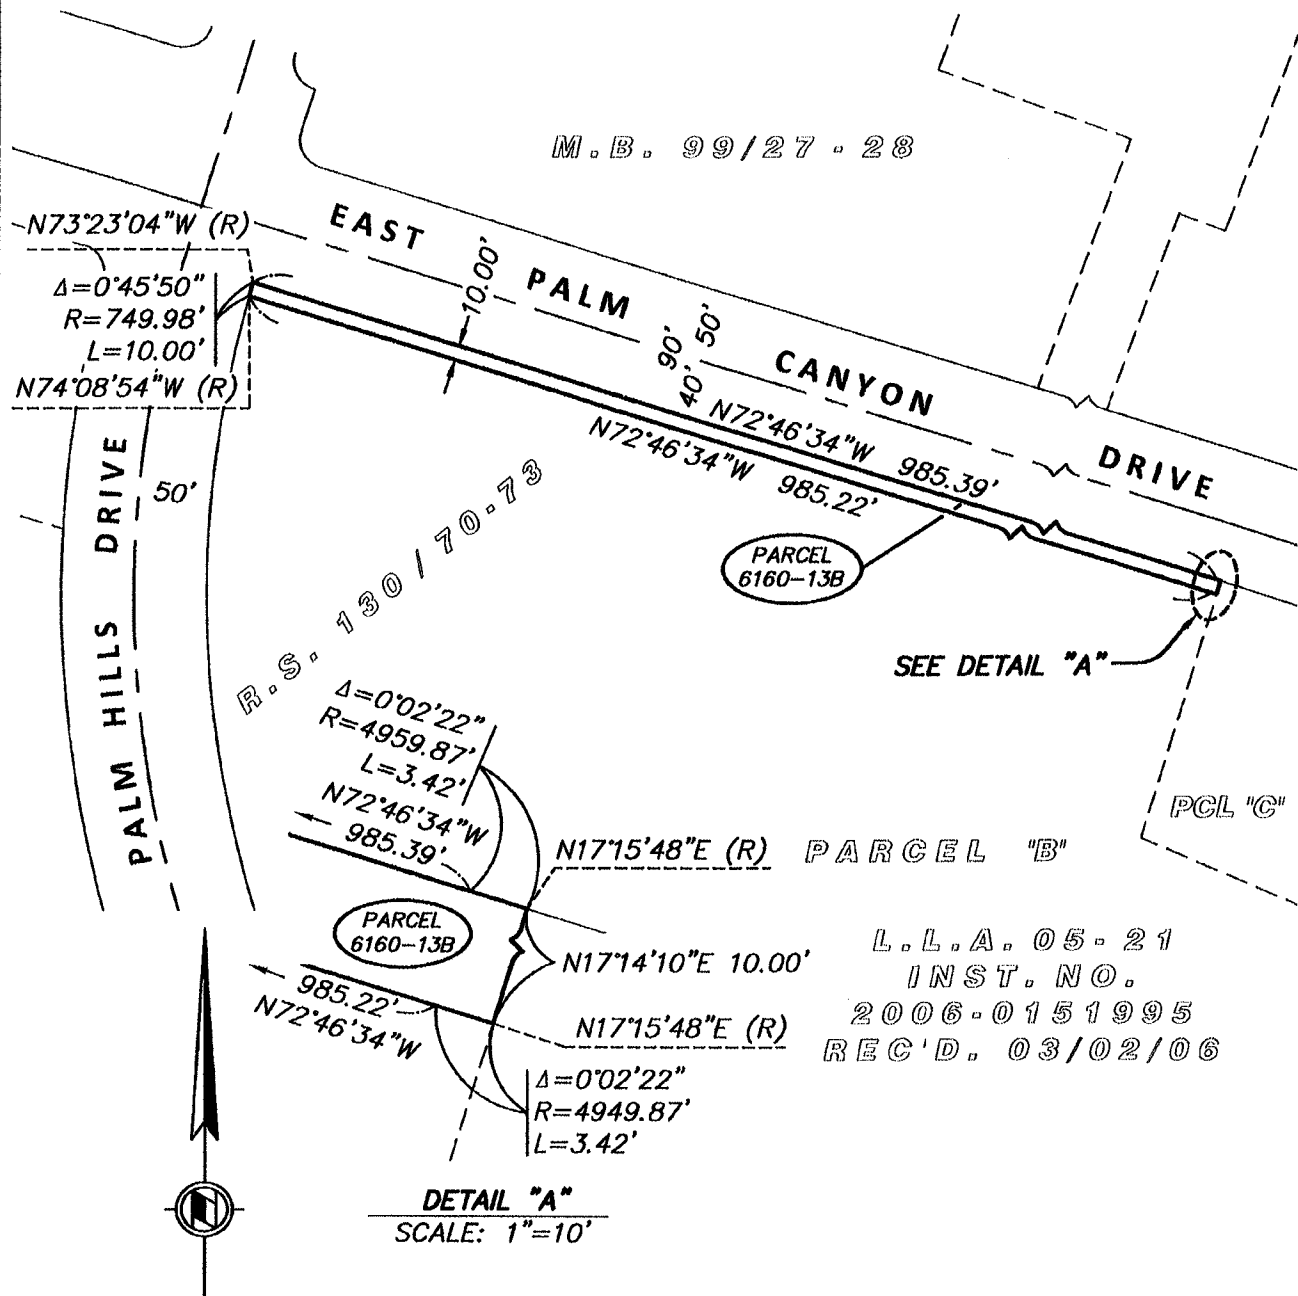 M.B. 99/27-28
N73°23'04"W (R)
EAST PALM CANYON DRIVE
10.00'
Δ=0°45'50"
R=749.98'
L=10.00'
N74°08'54"W (R)
90'
50'
40'
N72°46'34"W 985.39'
N72°46'34"W 985.22'
PALM HILLS DRIVE
50'
R.S. 130/70-73
PARCEL
6160-13B
SEE DETAIL "A"
Δ=0°02'22"
R=4959.87'
L=3.42'
N72°46'34"W
985.39'
N17°15'48"E (R)
PARCEL "B"
PCL "C"
PARCEL
6160-13B
N17°14'10"E 10.00'
L.L.A. 05-21
INST. NO.
2006-0151995
REC'D. 03/02/06
985.22'
N72°46'34"W
N17°15'48"E (R)
Δ=0°02'22"
R=4949.87'
L=3.42'
DETAIL "A"
SCALE: 1"=10'